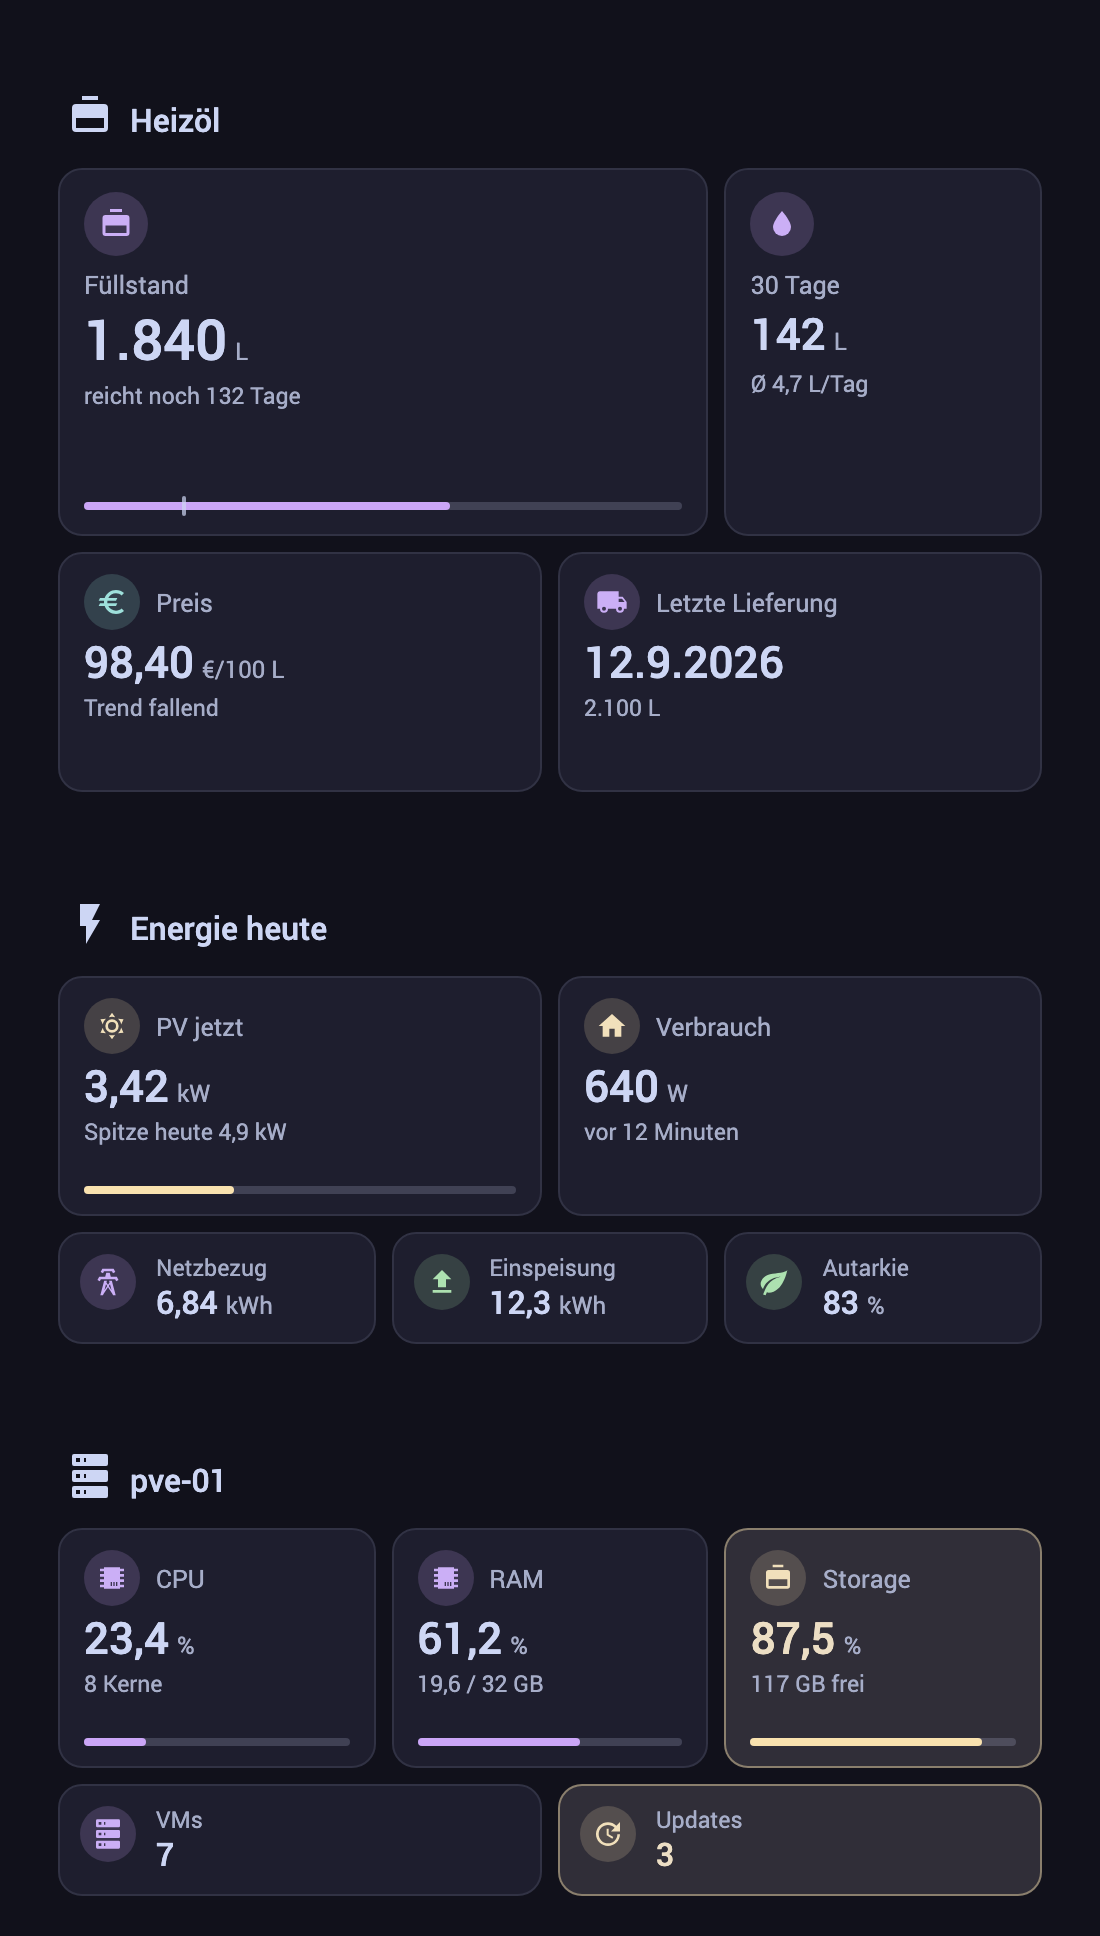 Heizöl
Füllstand
1.840 L
reicht noch 132 Tage
30 Tage
142 L
Ø 4,7 L/Tag
Preis
98,40 €/100 L
Trend fallend
Letzte Lieferung
12.9.2026
2.100 L
Energie heute
PV jetzt
3,42 kW
Spitze heute 4,9 kW
Verbrauch
640 W
vor 12 Minuten
Netzbezug
6,84 kWh
Einspeisung
12,3 kWh
Autarkie
83 %
pve-01
CPU
23,4 %
8 Kerne
RAM
61,2 %
19,6 / 32 GB
Storage
87,5 %
117 GB frei
VMs
7
Updates
3